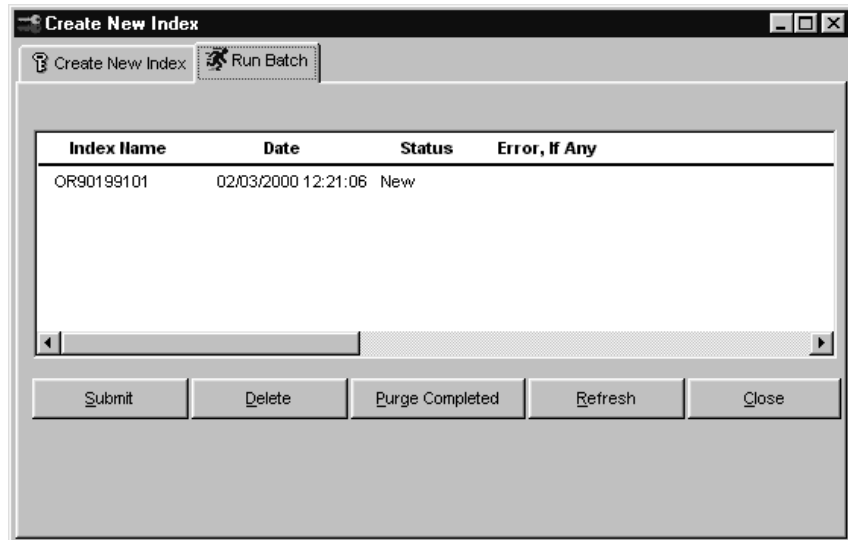 Create New Index
Create New Index Run Batch
Index Name Date Status Error, If Any
OR90199101 02/03/2000 12:21:06 New
Submit Delete Purge Completed Refresh Close